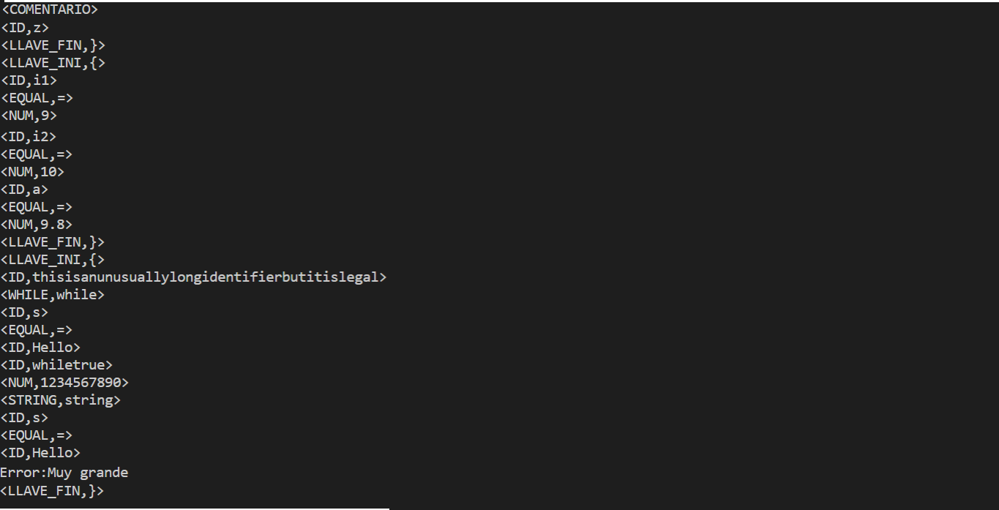 <COMENTARIO>
<ID,z>
<LLAVE_FIN,}>
<LLAVE_INI,{>
<ID,i1>
<EQUAL,=>
<NUM,9>
<ID,i2>
<EQUAL,=>
<NUM,10>
<ID,a>
<EQUAL,=>
<NUM,9.8>
<LLAVE_FIN,}>
<LLAVE_INI,{>
<ID,thisisanunusuallylongidentifierbutitislegal>
<WHILE,while>
<ID,s>
<EQUAL,=>
<ID,Hello>
<ID,whiletrue>
<NUM,1234567890>
<STRING,string>
<ID,s>
<EQUAL,=>
<ID,Hello>
Error:Muy grande
<LLAVE_FIN,}>